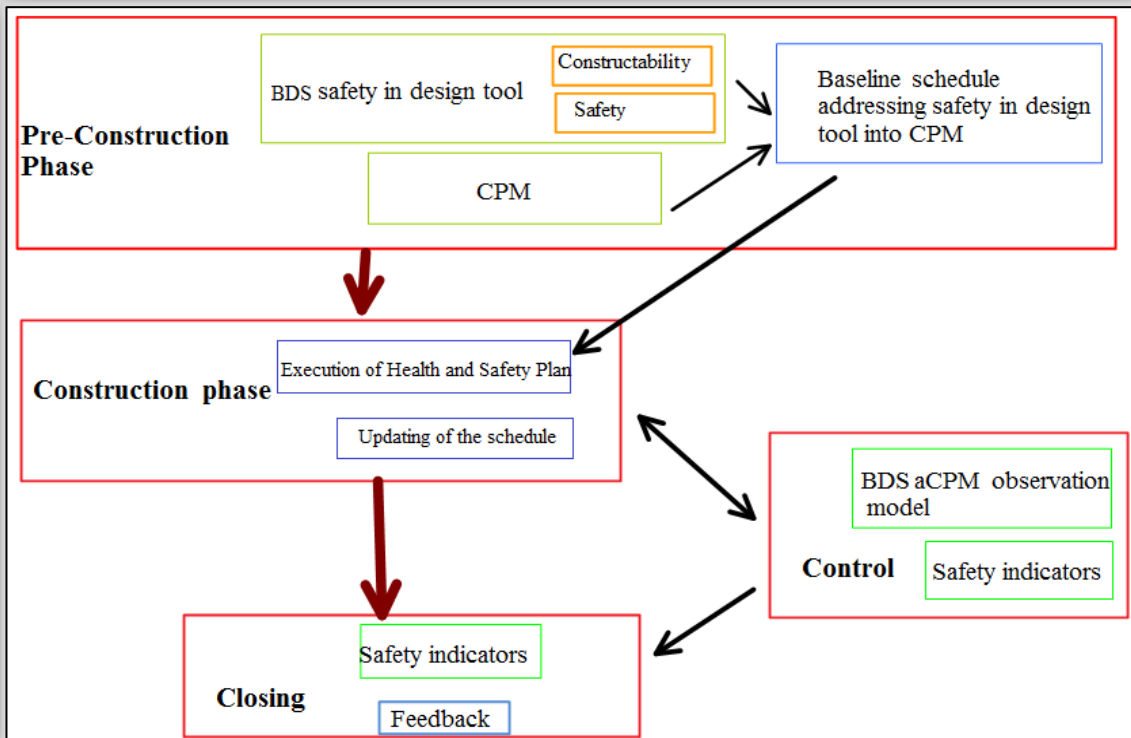 Pre-Construction
Phase
BDS safety in design tool
Constructability
Safety
CPM
Baseline schedule
addressing safety in design
tool into CPM
Construction phase
Execution of Health and Safety Plan
Updating of the schedule
Control
BDS aCPM observation
model
Safety indicators
Closing
Safety indicators
Feedback